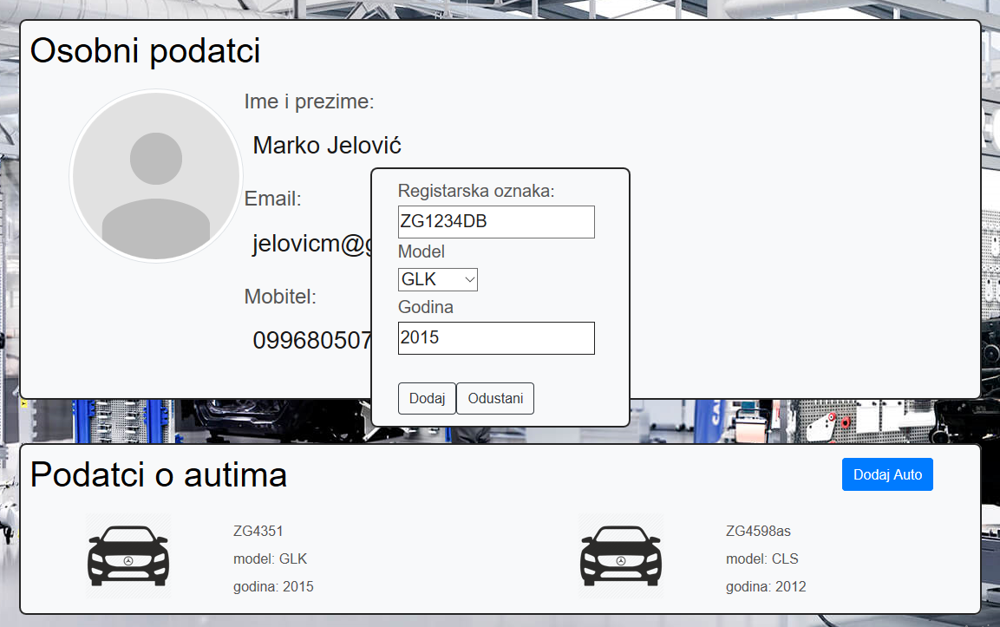 Osobni podatci
Ime i prezime:
Marko Jelović
Email:
jelovicm@
Mobitel:
099680507
Registarska oznaka:
ZG1234DB
Model
GLK
Godina
2015
Dodaj
Odustani
Podatci o autima
Dodaj Auto
ZG4351
model: GLK
godina: 2015
ZG4598as
model: CLS
godina: 2012